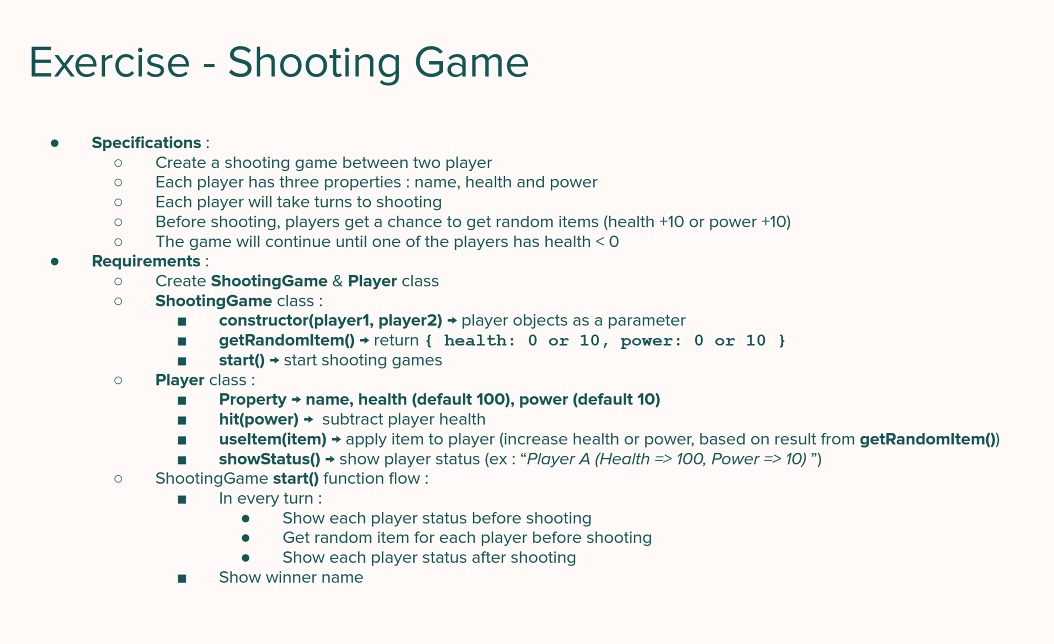 Exercise - Shooting Game
● Specifications :
○ Create a shooting game between two player
○ Each player has three properties : name, health and power
○ Each player will take turns to shooting
○ Before shooting, players get a chance to get random items (health +10 or power +10)
○ The game will continue until one of the players has health < 0
● Requirements :
○ Create ShootingGame & Player class
○ ShootingGame class :
■ constructor(player1, player2) → player objects as a parameter
■ getRandomItem() → return { health: 0 or 10, power: 0 or 10 }
■ start() → start shooting games
○ Player class :
■ Property → name, health (default 100), power (default 10)
■ hit(power) → subtract player health
■ useItem(item) → apply item to player (increase health or power, based on result from getRandomItem())
■ showStatus() → show player status (ex : “Player A (Health => 100, Power => 10) ”)
○ ShootingGame start() function flow :
■ In every turn :
● Show each player status before shooting
● Get random item for each player before shooting
● Show each player status after shooting
■ Show winner name